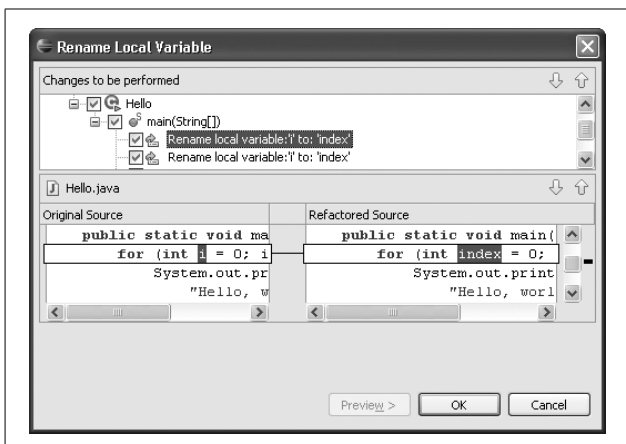 Rename Local Variable
Changes to be performed
Hello
main(String[])
Rename local variable:'i' to: 'index'
Rename local variable:'i' to: 'index'
Hello.java
Original Source
Refactored Source
public static void ma
public static void main(
for (int i = 0; i
for (int index = 0;
System.out.pr
System.out.print
"Hello, w
"Hello, worl
Preview >
OK
Cancel